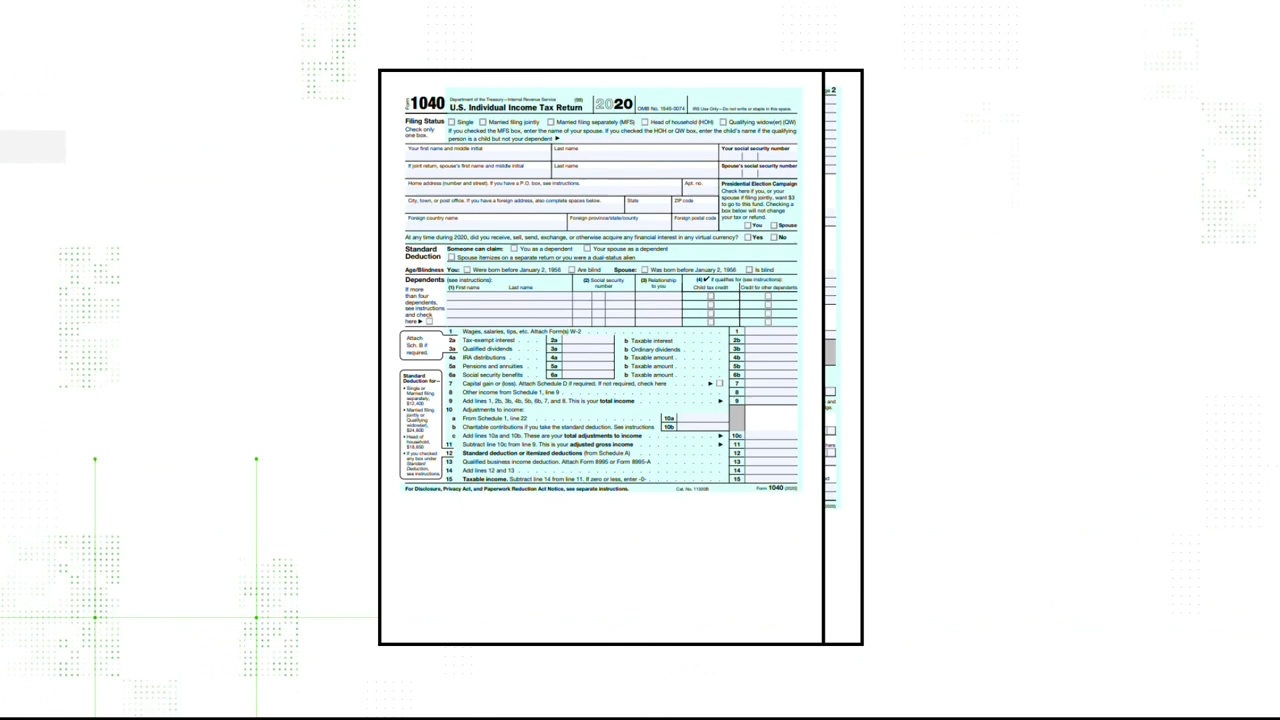 Form 1040 Department of the Treasury—Internal Revenue Service (99)
U.S. Individual Income Tax Return 2020 OMB No. 1545-0074 IRS Use Only—Do not write or staple in this space.
Filing Status Single Married filing jointly Married filing separately (MFS) Head of household (HOH) Qualifying widow(er) (QW)
Check only one box.
If you checked the MFS box, enter the name of your spouse. If you checked the HOH or QW box, enter the child's name if the qualifying
person is a child but not your dependent ▶
Your first name and middle initial Last name Your social security number
If joint return, spouse's first name and middle initial Last name Spouse's social security number
Home address (number and street). If you have a P.O. box, see instructions. Apt. no.
Presidential Election Campaign
Check here if you, or your
spouse if filing jointly, want $3
to go to this fund. Checking a
box below will not change
your tax or refund.
You Spouse
City, town, or post office. If you have a foreign address, also complete spaces below. State ZIP code
Foreign country name Foreign province/state/county Foreign postal code
At any time during 2020, did you receive, sell, send, exchange, or otherwise acquire any financial interest in any virtual currency? Yes No
Standard Deduction
Someone can claim: You as a dependent Your spouse as a dependent
Spouse itemizes on a separate return or you were a dual-status alien
Age/Blindness You: Were born before January 2, 1956 Are blind Spouse: Was born before January 2, 1956 Is blind
Dependents (see instructions): (2) Social security number (3) Relationship to you (4) ✔ if qualifies for (see instructions):
(1) First name Last name Child tax credit Credit for other dependents
If more
than four
dependents,
see instructions
and check
here ▶
Attach
Sch. B if
required.
1 Wages, salaries, tips, etc. Attach Form(s) W-2 1
2a Tax-exempt interest 2a b Taxable interest 2b
3a Qualified dividends 3a b Ordinary dividends 3b
4a IRA distributions 4a b Taxable amount 4b
5a Pensions and annuities 5a b Taxable amount 5b
6a Social security benefits 6a b Taxable amount 6b
7 Capital gain or (loss). Attach Schedule D if required. If not required, check here ▶ 7
8 Other income from Schedule 1, line 9 8
9 Add lines 1, 2b, 3b, 4b, 5b, 6b, 7, and 8. This is your total income ▶ 9
10 Adjustments to income:
a From Schedule 1, line 22 10a
b Charitable contributions if you take the standard deduction. See instructions 10b
c Add lines 10a and 10b. These are your total adjustments to income ▶ 10c
11 Subtract line 10c from line 9. This is your adjusted gross income ▶ 11
12 Standard deduction or itemized deductions (from Schedule A) 12
13 Qualified business income deduction. Attach Form 8995 or Form 8995-A 13
14 Add lines 12 and 13 14
15 Taxable income. Subtract line 14 from line 11. If zero or less, enter -0- 15
Standard
Deduction for—
• Single or
Married filing
separately,
$12,400
• Married filing
jointly or
Qualifying
widow(er),
$24,800
• Head of
household,
$18,650
• If you checked
any box under
Standard
Deduction,
see instructions.
For Disclosure, Privacy Act, and Paperwork Reduction Act Notice, see separate instructions. Cat. No. 11320B Form 1040 (2020)